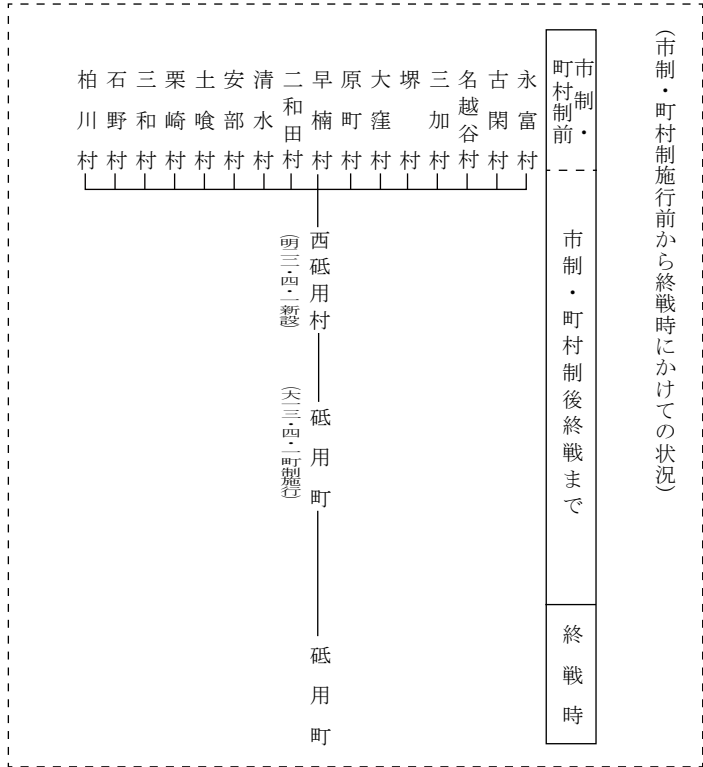 （市制・町村制施行前から終戦時にかけての状況）
市制・町村制前
市制・町村制後終戦まで
終戦時
永富村
古閑村
名越谷村
三加村
堺村
大窪村
原町村
早楠村
二和田村
清水村
安部村
土喰村
栗崎村
三和村
石野村
柏川村
西砥用村
（明二二・四・一新設）
砥用町
（大一三・四・一町制施行）
砥用町